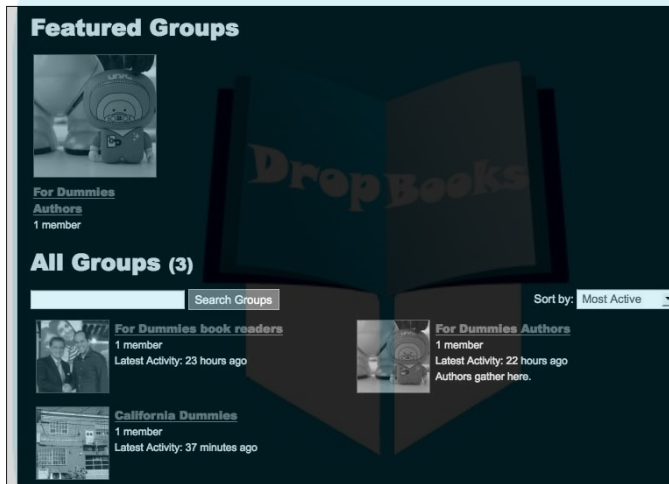 Featured Groups
UNK
For Dummies
Authors
1 member
DropBooks
All Groups (3)
Search Groups
Sort by: Most Active
For Dummies book readers
1 member
Latest Activity: 23 hours ago
For Dummies Authors
1 member
Latest Activity: 22 hours ago
Authors gather here.
California Dummies
1 member
Latest Activity: 37 minutes ago